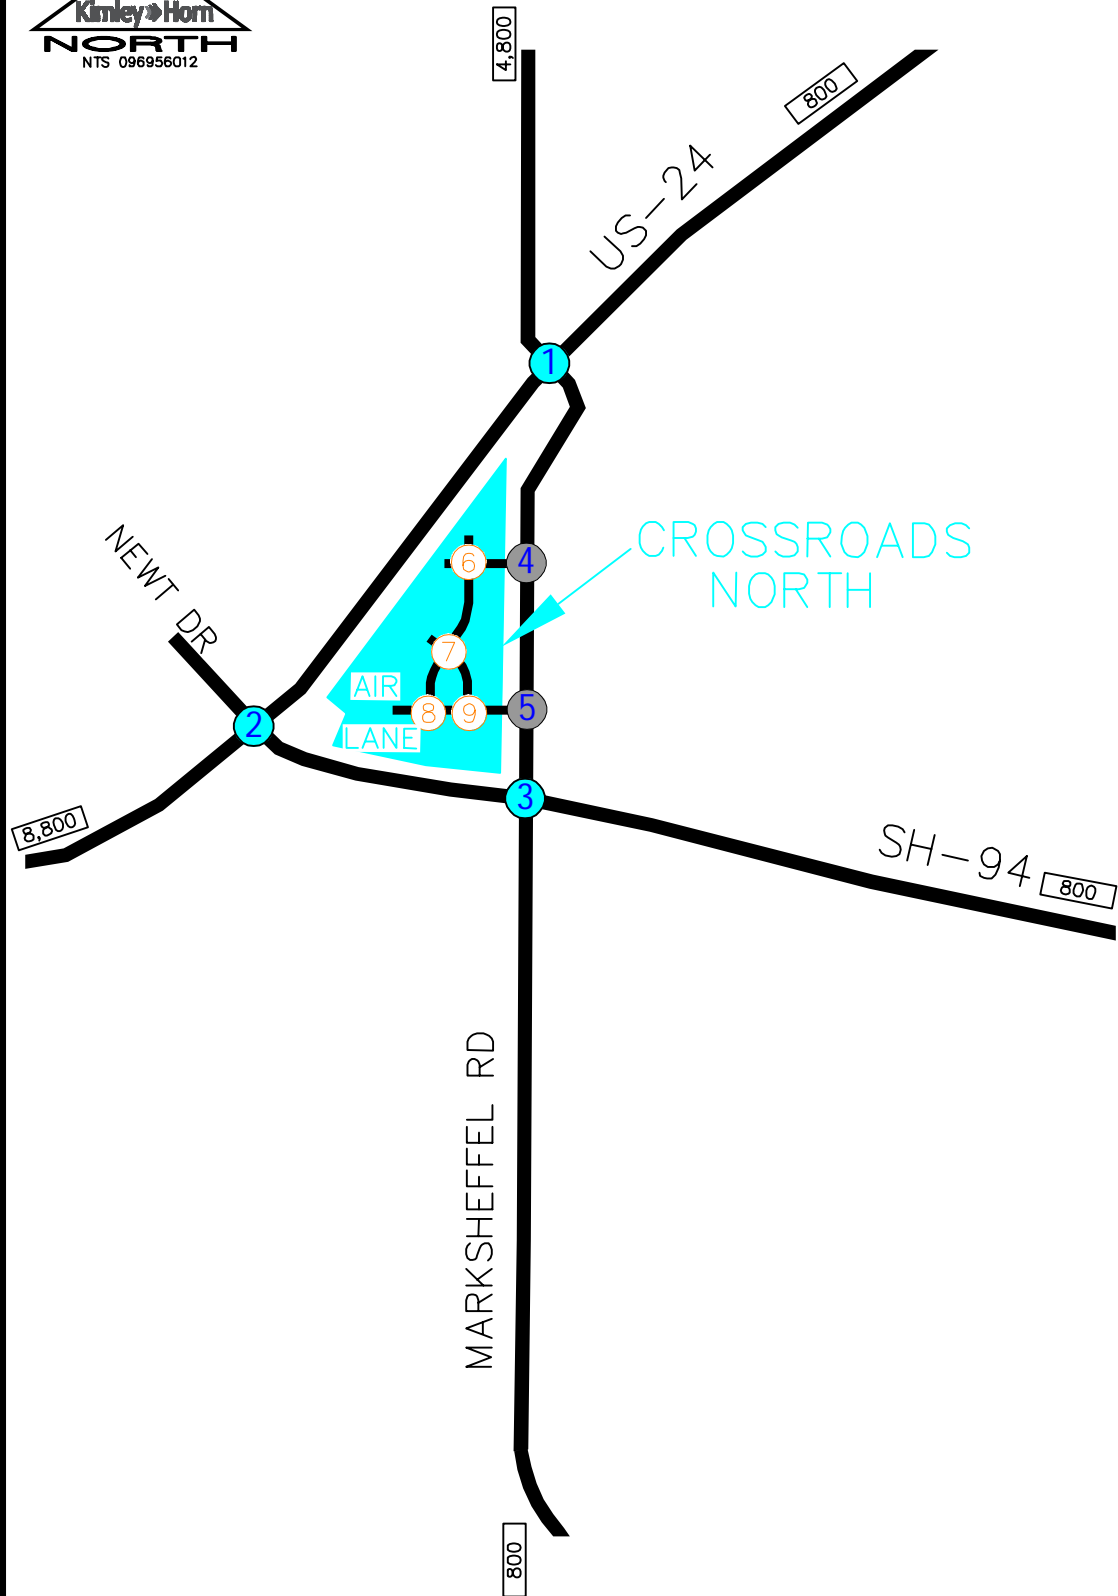 Kimley»Horn
NORTH
NTS 096956012
4,800
800
US-24
1
CROSSROADS
NORTH
NEWT DR
6
4
7
AIR
8
9
5
LANE
2
3
8,800
SH-94
800
MARKSHEFFEL RD
800